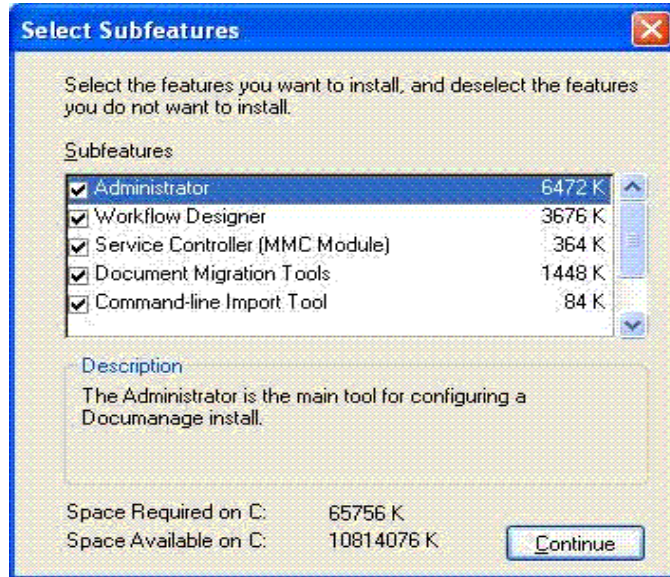 Select Subfeatures
Select the features you want to install, and deselect the features
you do not want to install.
Subfeatures
Administrator 6472 K
Workflow Designer 3676 K
Service Controller (MMC Module) 364 K
Document Migration Tools 1448 K
Command-line Import Tool 84 K
Description
The Administrator is the main tool for configuring a
Documanage install.
Space Required on C: 65756 K
Space Available on C: 10814076 K
Continue